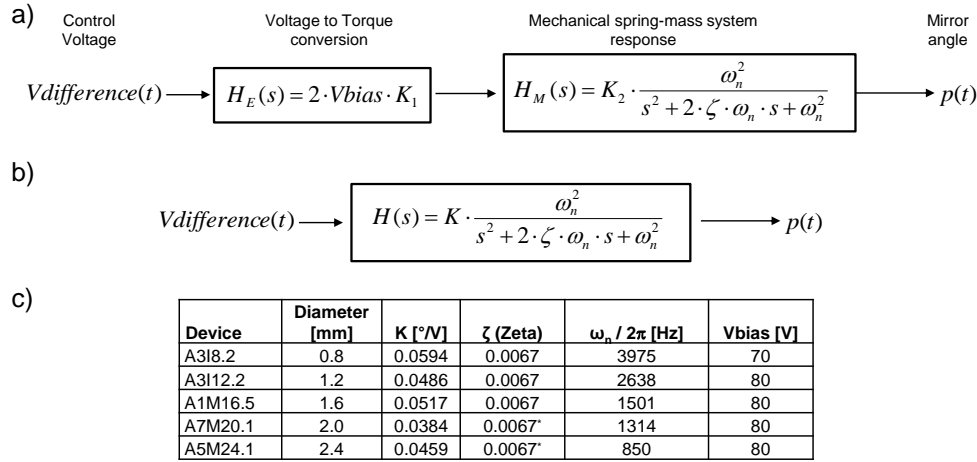 a)
Control Voltage
Voltage to Torque conversion
Mechanical spring-mass system response
Mirror angle
Vdifference(t) H_E(s) = 2 · Vbias · K_1 H_M(s) = K_2 · ω_n^2 / (s^2 + 2 · ζ · ω_n · s + ω_n^2) p(t)
b)
Vdifference(t) H(s) = K · ω_n^2 / (s^2 + 2 · ζ · ω_n · s + ω_n^2) p(t)
c)
Device Diameter [mm] K [°/V] ζ (Zeta) ω_n / 2π [Hz] Vbias [V]
A3I8.2 0.8 0.0594 0.0067 3975 70
A3I12.2 1.2 0.0486 0.0067 2638 80
A1M16.5 1.6 0.0517 0.0067 1501 80
A7M20.1 2.0 0.0384 0.0067* 1314 80
A5M24.1 2.4 0.0459 0.0067* 850 80